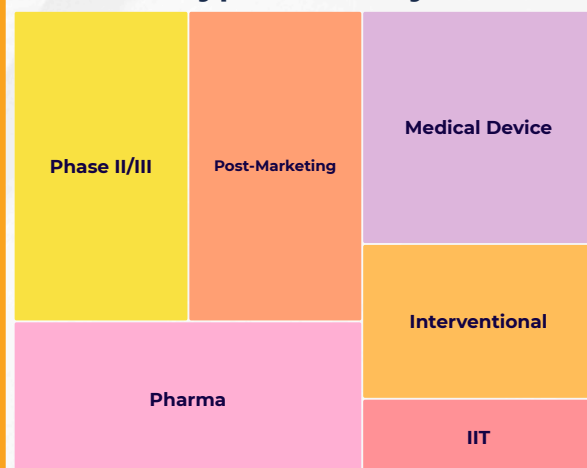 Phase II/III
Post-Marketing
Medical Device
Interventional
Pharma
IIT